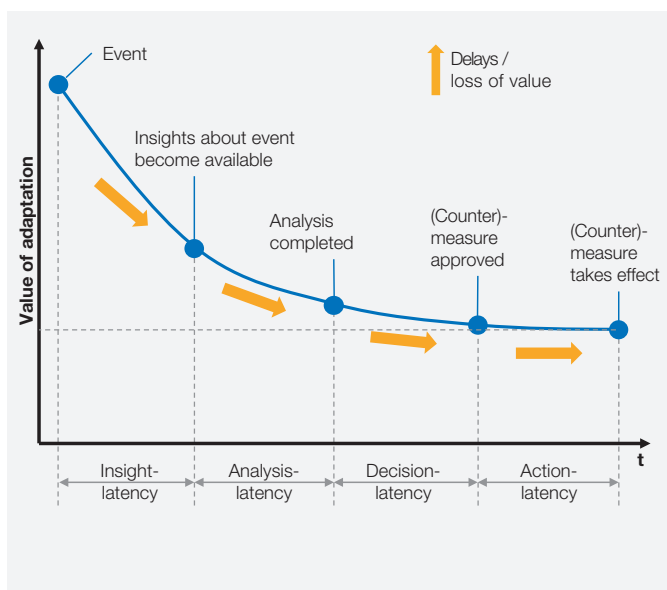 Event
Delays /
loss of value
Insights about event
become available
Analysis
completed
(Counter)-
measure
approved
(Counter)-
measure
takes effect
Value of adaptation
t
Insight-
latency
Analysis-
latency
Decision-
latency
Action-
latency